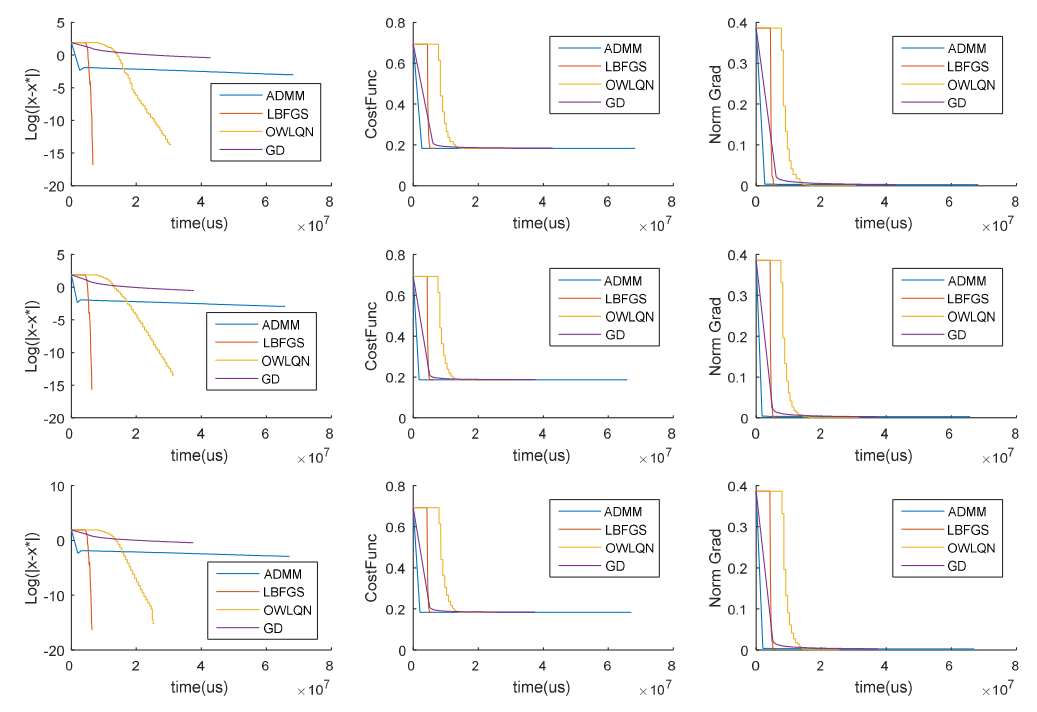 Log(|x-x*|)
5
0
-5
-10
-15
-20
0 2 4 6 8
time(us)
×10^7
ADMM
LBFGS
OWLQN
GD
CostFunc
0.8
0.6
0.4
0.2
0
0 2 4 6 8
time(us)
×10^7
ADMM
LBFGS
OWLQN
GD
Norm Grad
0.4
0.3
0.2
0.1
0
0 2 4 6 8
time(us)
×10^7
ADMM
LBFGS
OWLQN
GD
Log(|x-x*|)
5
0
-5
-10
-15
-20
0 2 4 6 8
time(us)
×10^7
ADMM
LBFGS
OWLQN
GD
CostFunc
0.8
0.6
0.4
0.2
0
0 2 4 6 8
time(us)
×10^7
ADMM
LBFGS
OWLQN
GD
Norm Grad
0.4
0.3
0.2
0.1
0
0 2 4 6 8
time(us)
×10^7
ADMM
LBFGS
OWLQN
GD
Log(|x-x*|)
10
0
-10
-20
0 2 4 6 8
time(us)
×10^7
ADMM
LBFGS
OWLQN
GD
CostFunc
0.8
0.6
0.4
0.2
0
0 2 4 6 8
time(us)
×10^7
ADMM
LBFGS
OWLQN
GD
Norm Grad
0.4
0.3
0.2
0.1
0
0 2 4 6 8
time(us)
×10^7
ADMM
LBFGS
OWLQN
GD